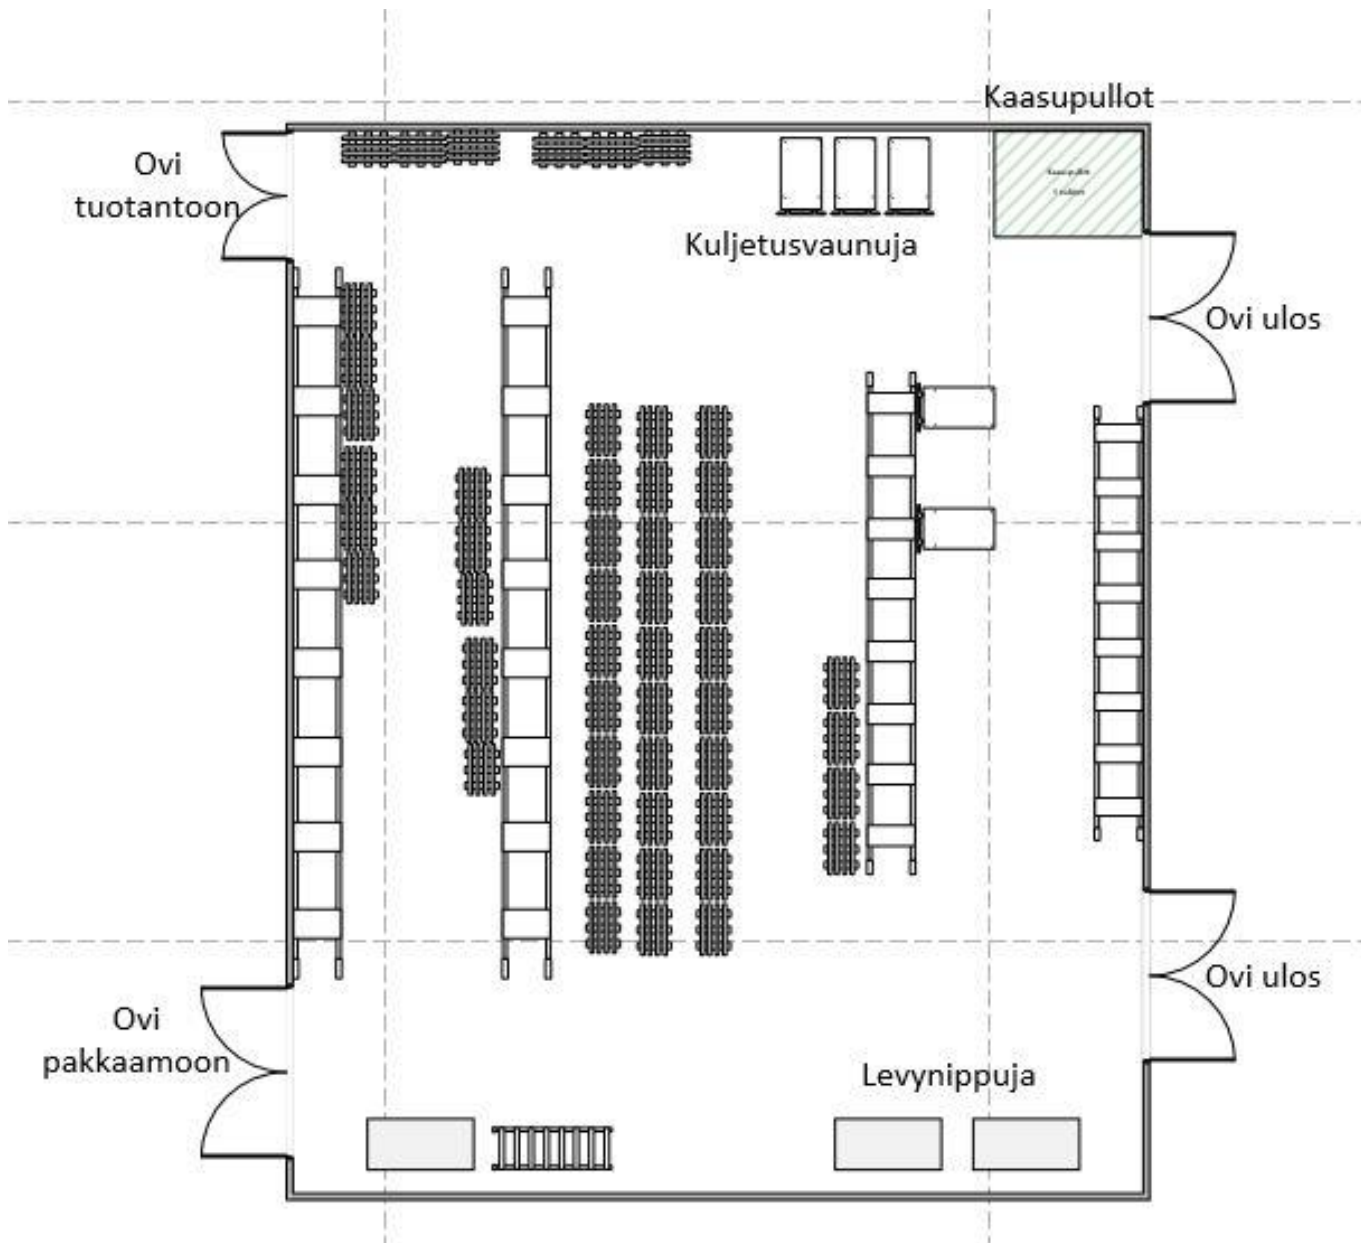 Kaasupullot
Ovi
tuotantoon
Kuljetusvaunuja
Ovi ulos
Ovi
pakkaamoon
Ovi ulos
Levynippuja